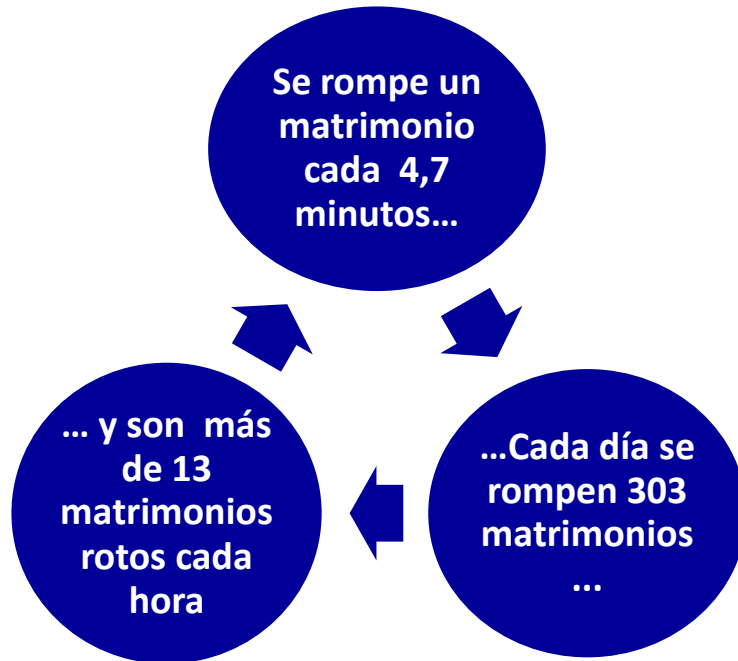 Se rompe un
matrimonio
cada 4,7
minutos…
...Cada día se
rompen 303
matrimonios
...
... y son más
de 13
matrimonios
rotos cada
hora